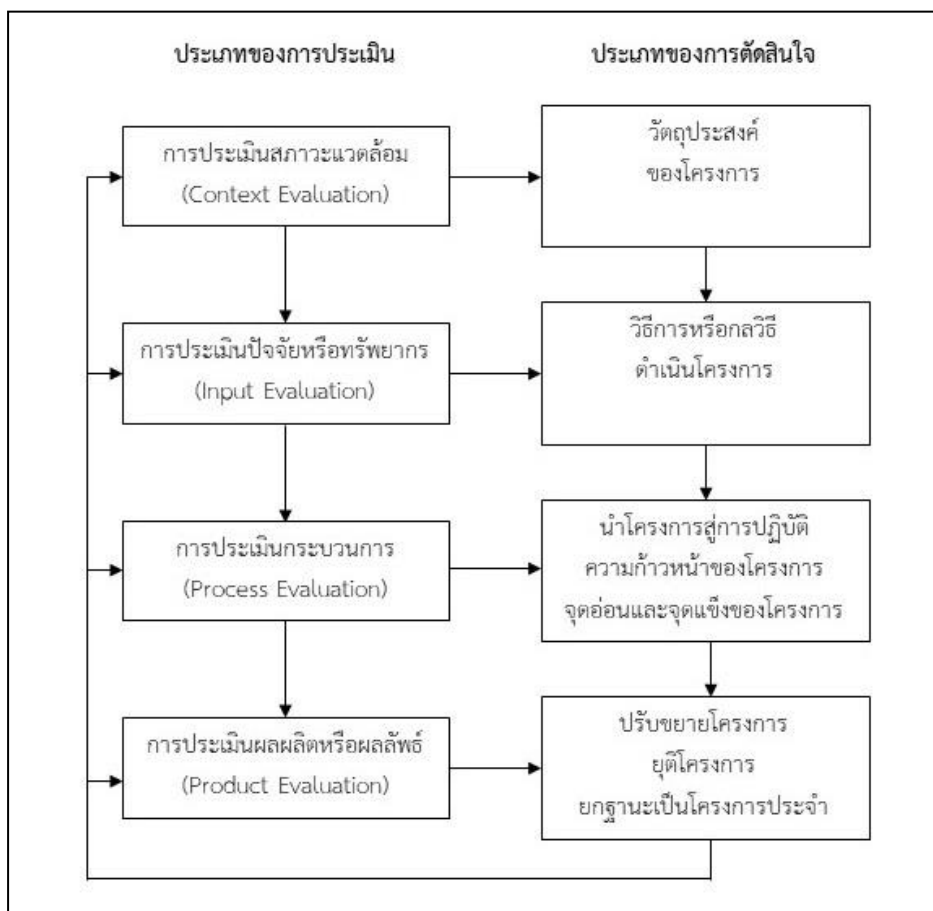 ประเภทของการประเมิน
ประเภทของการตัดสินใจ
การประเมินสภาวะแวดล้อม
(Context Evaluation)
วัตถุประสงค์
ของโครงการ
การประเมินปัจจัยหรือทรัพยากร
(Input Evaluation)
วิธีการหรือกลวิธี
ดำเนินโครงการ
การประเมินกระบวนการ
(Process Evaluation)
นำโครงการสู่การปฏิบัติ
ความก้าวหน้าของโครงการ
จุดอ่อนและจุดแข็งของโครงการ
การประเมินผลผลิตหรือผลลัพธ์
(Product Evaluation)
ปรับขยายโครงการ
ยุติโครงการ
ยกฐานะเป็นโครงการประจำ